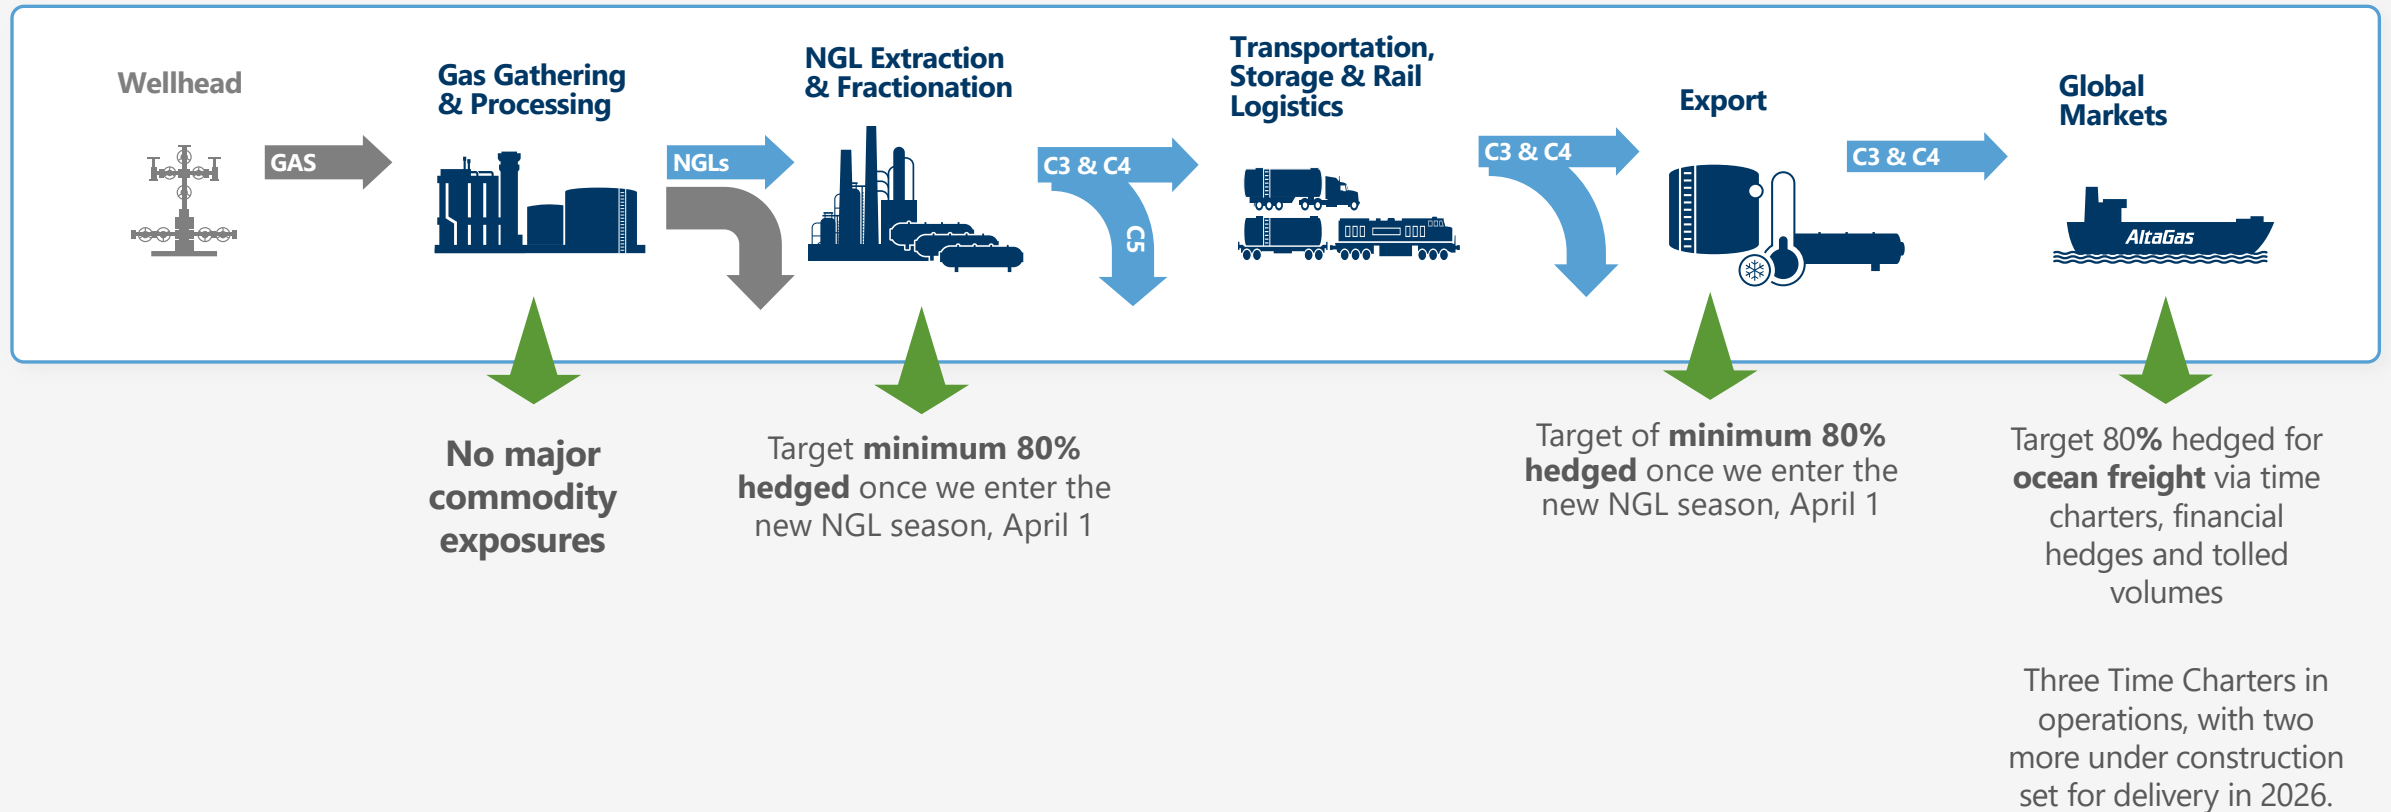 Wellhead
GAS
Gas Gathering
& Processing
NGLs
NGL Extraction
& Fractionation
C3 & C4
C5
Transportation,
Storage & Rail
Logistics
C3 & C4
Export
C3 & C4
Global
Markets
AltaGas
No major
commodity
exposures
Target minimum 80%
hedged once we enter the
new NGL season, April 1
Target of minimum 80%
hedged once we enter the
new NGL season, April 1
Target 80% hedged for
ocean freight via time
charters, financial
hedges and tolled
volumes
Three Time Charters in
operations, with two
more under construction
set for delivery in 2026.